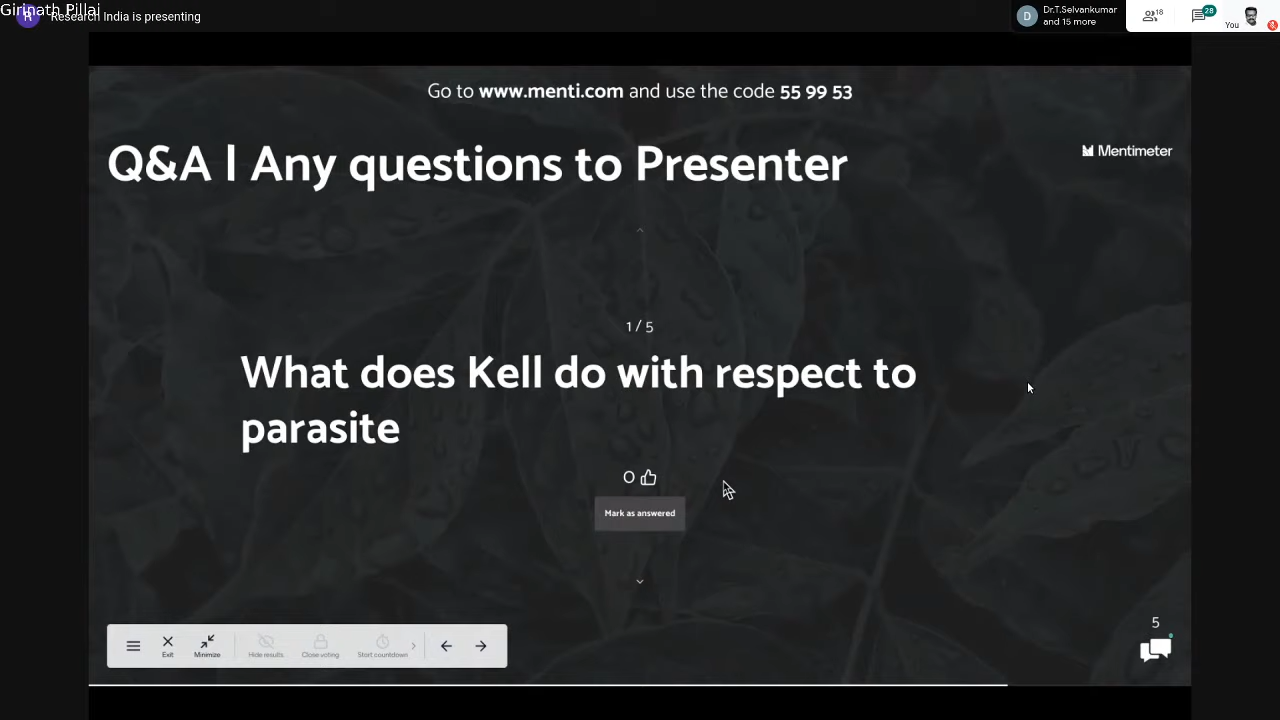 Girinath Pillai
R
Research India is presenting
D
Dr.T.Selvankumar
and 15 more
18
28
You
Go to www.menti.com and use the code 55 99 53
Q&A | Any questions to Presenter
Mentimeter
1 / 5
What does Kell do with respect to
parasite
0
Mark as answered
Exit
Minimize
Hide results
Close voting
Start countdown
5